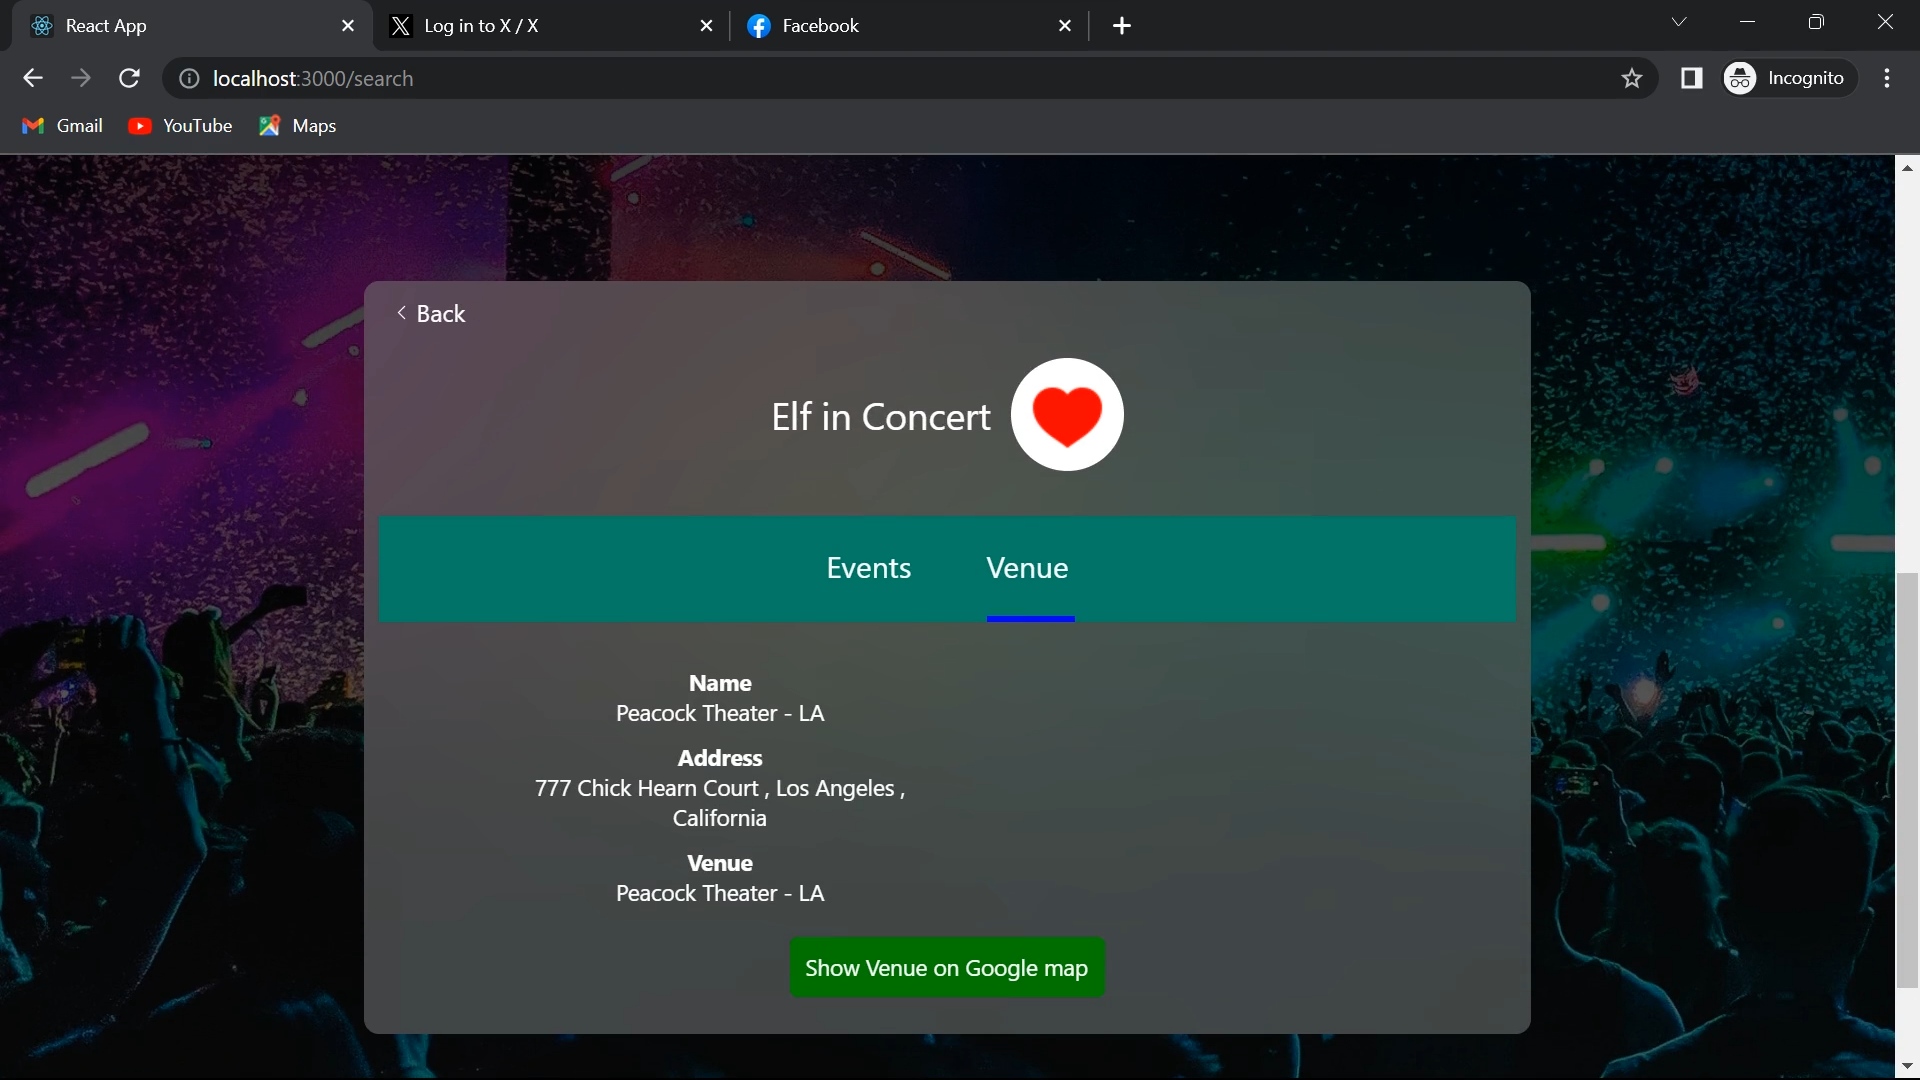 React App
Log in to X / X
Facebook
localhost:3000/search
Incognito
Gmail
YouTube
Maps
Back
Elf in Concert
Events
Venue
Name
Peacock Theater - LA
Address
777 Chick Hearn Court , Los Angeles ,
California
Venue
Peacock Theater - LA
Show Venue on Google map